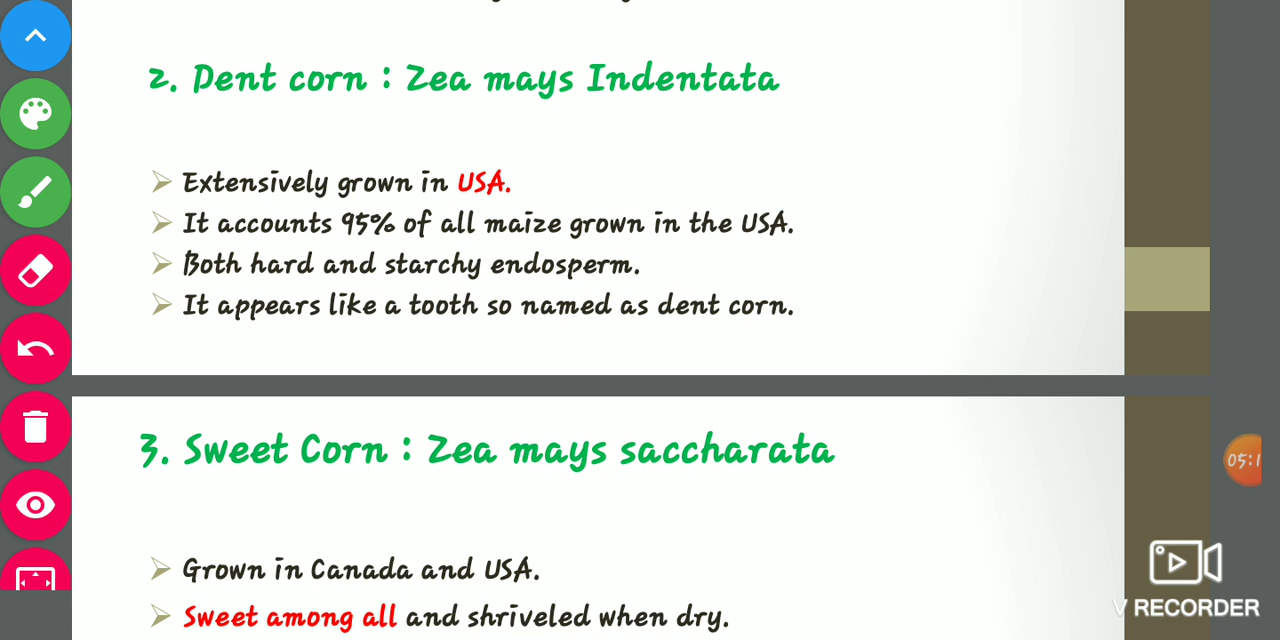 2. Dent corn : Zea mays Indentata
Extensively grown in USA.
It accounts 95% of all maize grown in the USA.
Both hard and starchy endosperm.
It appears like a tooth so named as dent corn.
3. Sweet Corn : Zea mays saccharata
05:1
Grown in Canada and USA.
Sweet among all and shriveled when dry.
V RECORDER